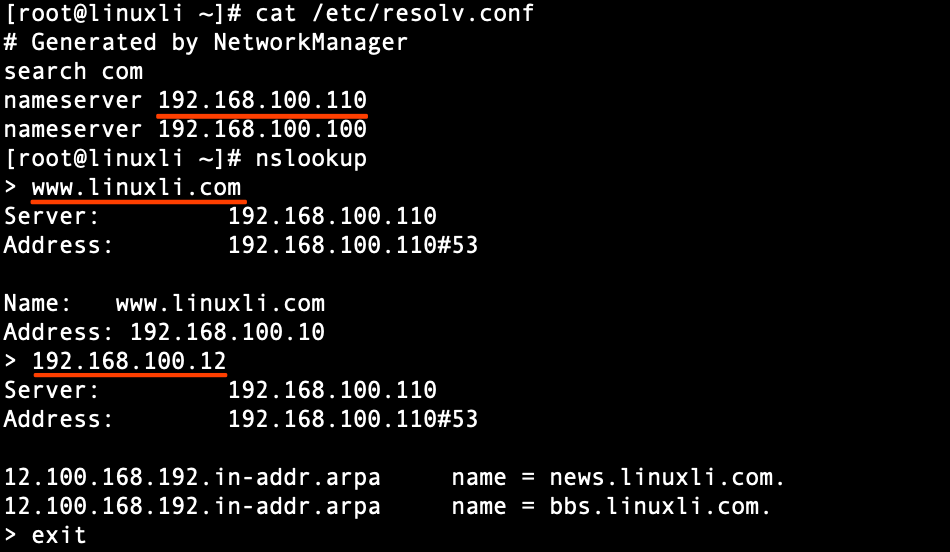 [root@linuxli ~]# cat /etc/resolv.conf
# Generated by NetworkManager
search com
nameserver 192.168.100.110
nameserver 192.168.100.100
[root@linuxli ~]# nslookup
> www.linuxli.com
Server:         192.168.100.110
Address:        192.168.100.110#53

Name:   www.linuxli.com
Address: 192.168.100.10
> 192.168.100.12
Server:         192.168.100.110
Address:        192.168.100.110#53

12.100.168.192.in-addr.arpa     name = news.linuxli.com.
12.100.168.192.in-addr.arpa     name = bbs.linuxli.com.
> exit